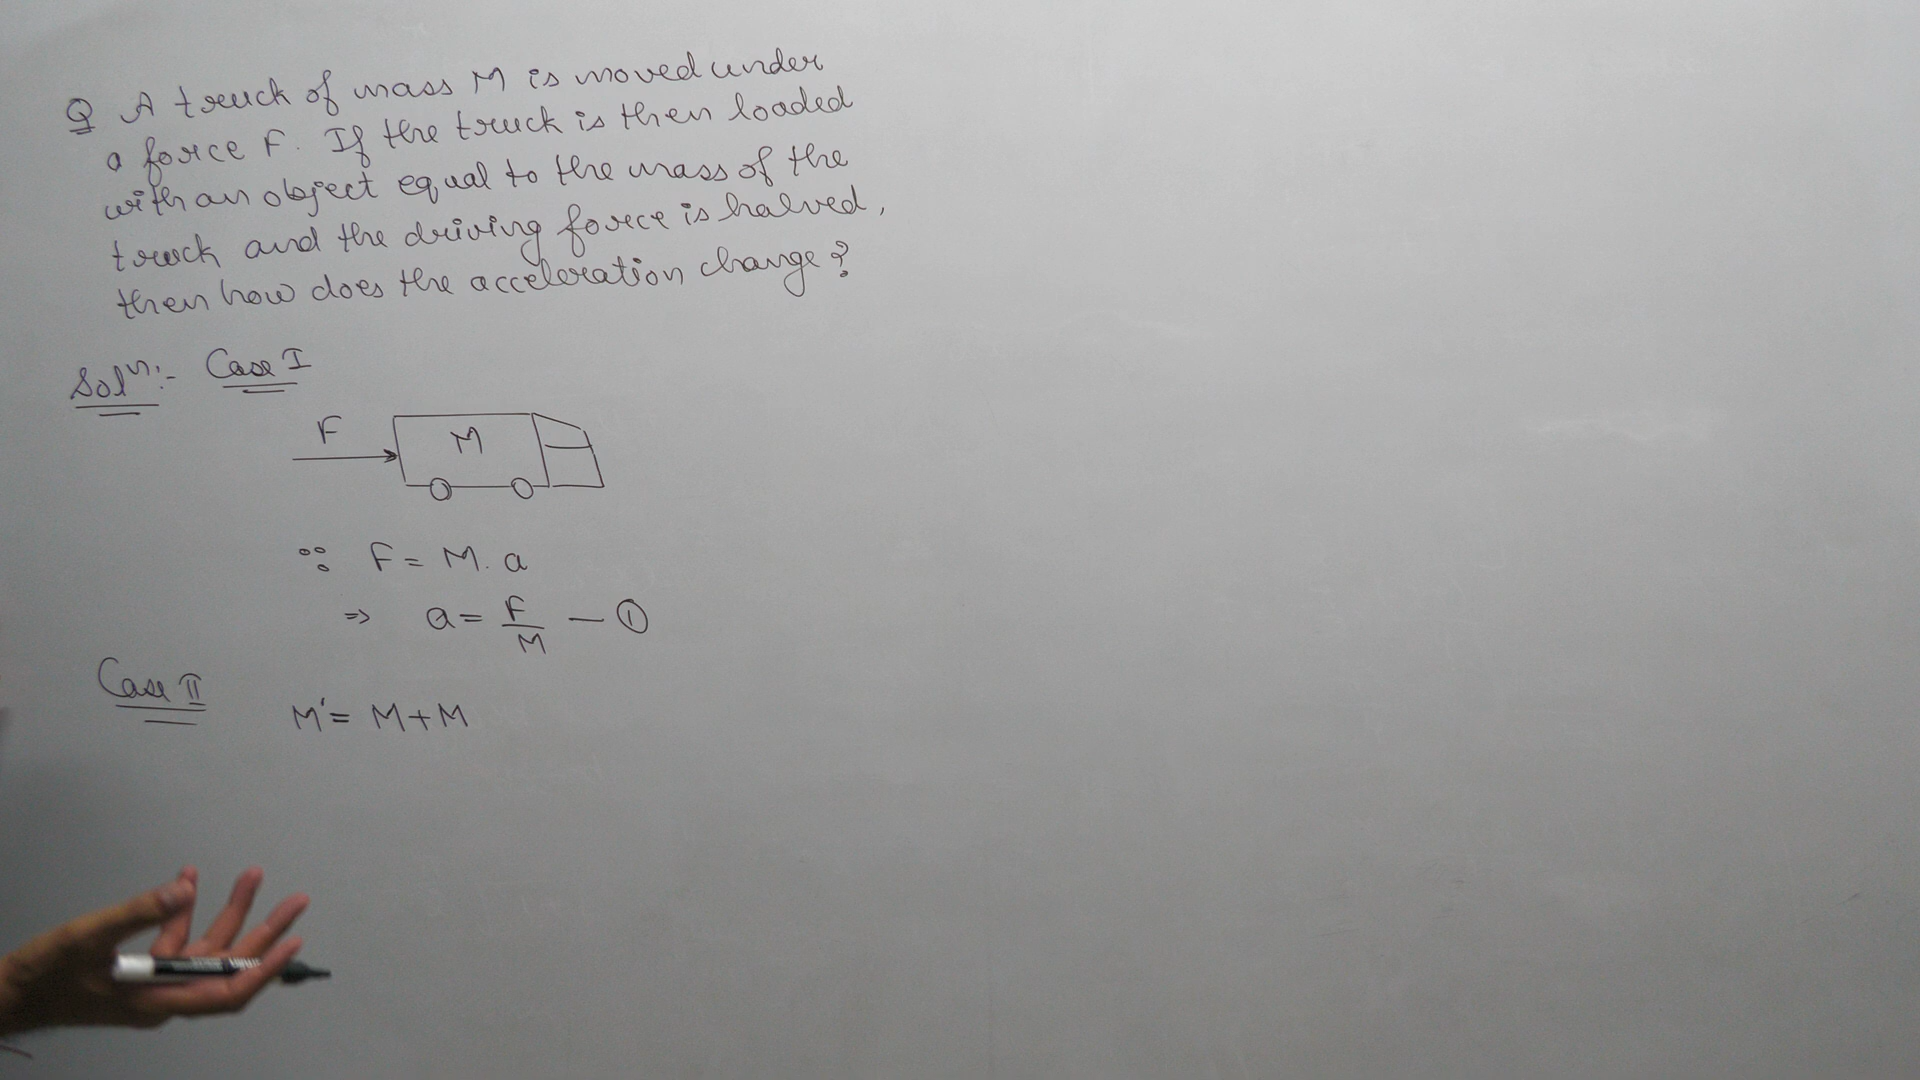 Q A truck of mass M is moved under
a force F. If the truck is then loaded
with an object equal to the mass of the
truck and the driving force is halved,
then how does the acceleration change?
Solⁿ:- Case I
F
M
∵ F = M. a
⇒ a = F/M — ①
Case II M' = M + M